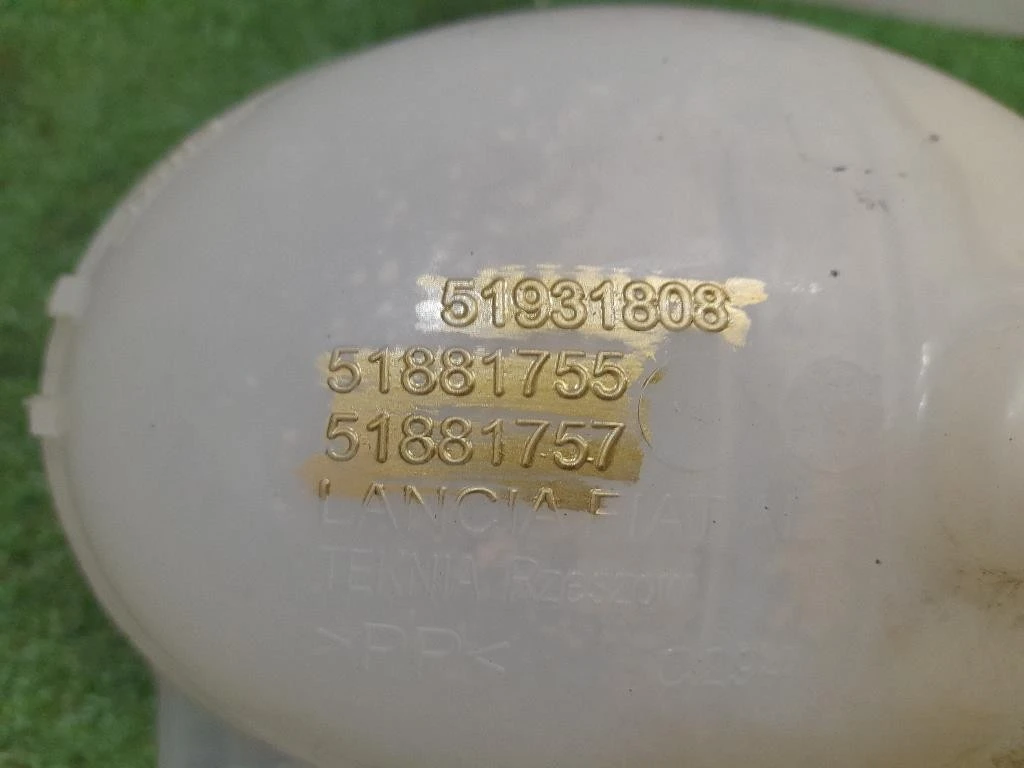 51931808
51881755
51881757
LANCIA FIAT
TEKNIA Rzeszow
>PP<